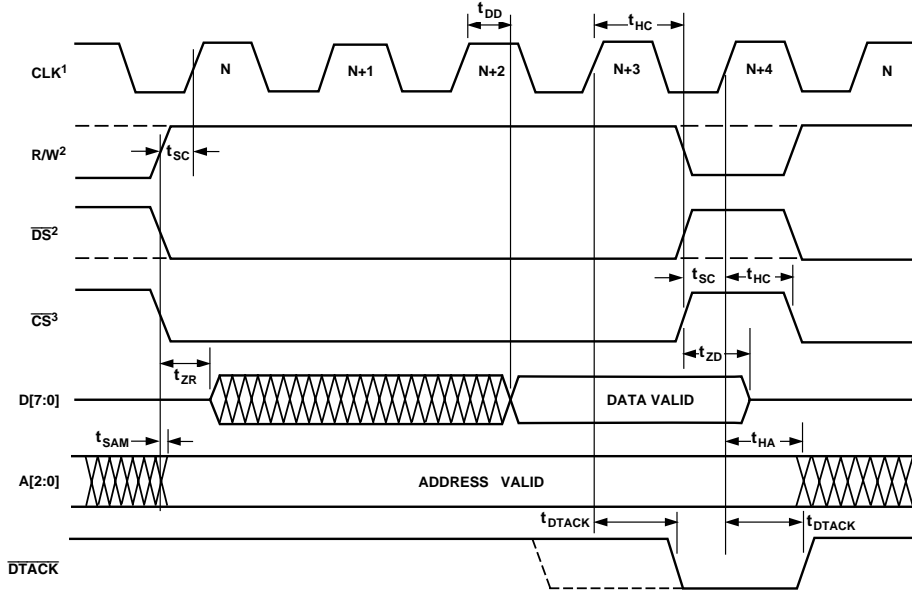 tDD
tHC
CLK¹
N
N+1
N+2
N+3
N+4
N
R/W²
tSC
DS²
tSC
tHC
CS³
tZR
tZD
D[7:0]
DATA VALID
tSAM
tHA
A[2:0]
ADDRESS VALID
tDTACK
tDTACK
DTACK